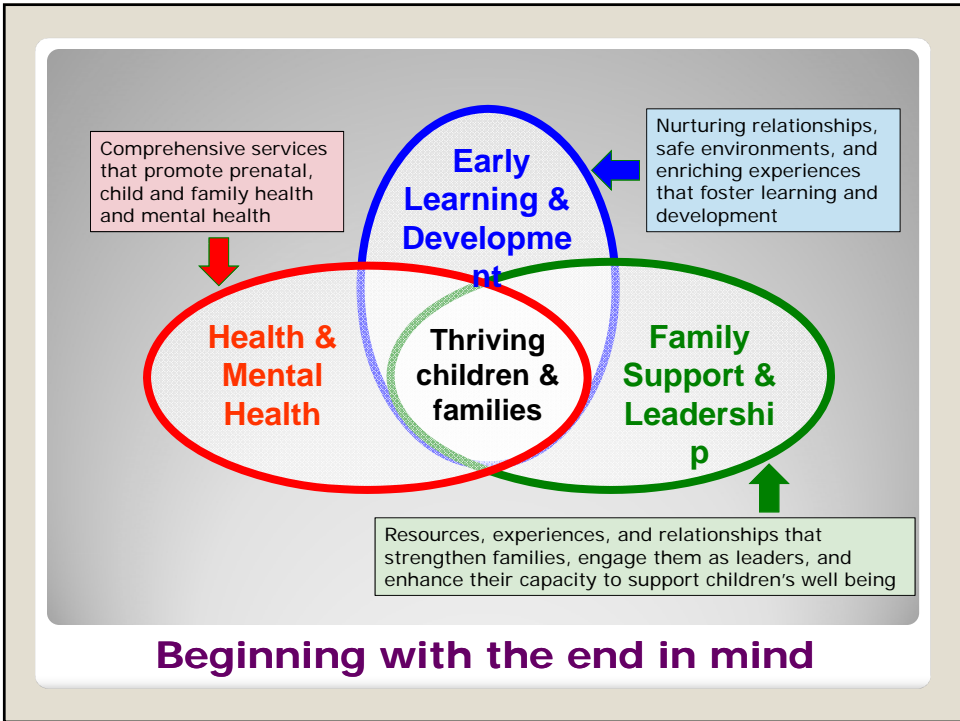 Comprehensive services
that promote prenatal,
child and family health
and mental health
Early
Learning &
Developme
nt
Nurturing relationships,
safe environments, and
enriching experiences
that foster learning and
development
Health &
Mental
Health
Thriving
children &
families
Family
Support &
Leadershi
p
Resources, experiences, and relationships that
strengthen families, engage them as leaders, and
enhance their capacity to support children’s well being
Beginning with the end in mind